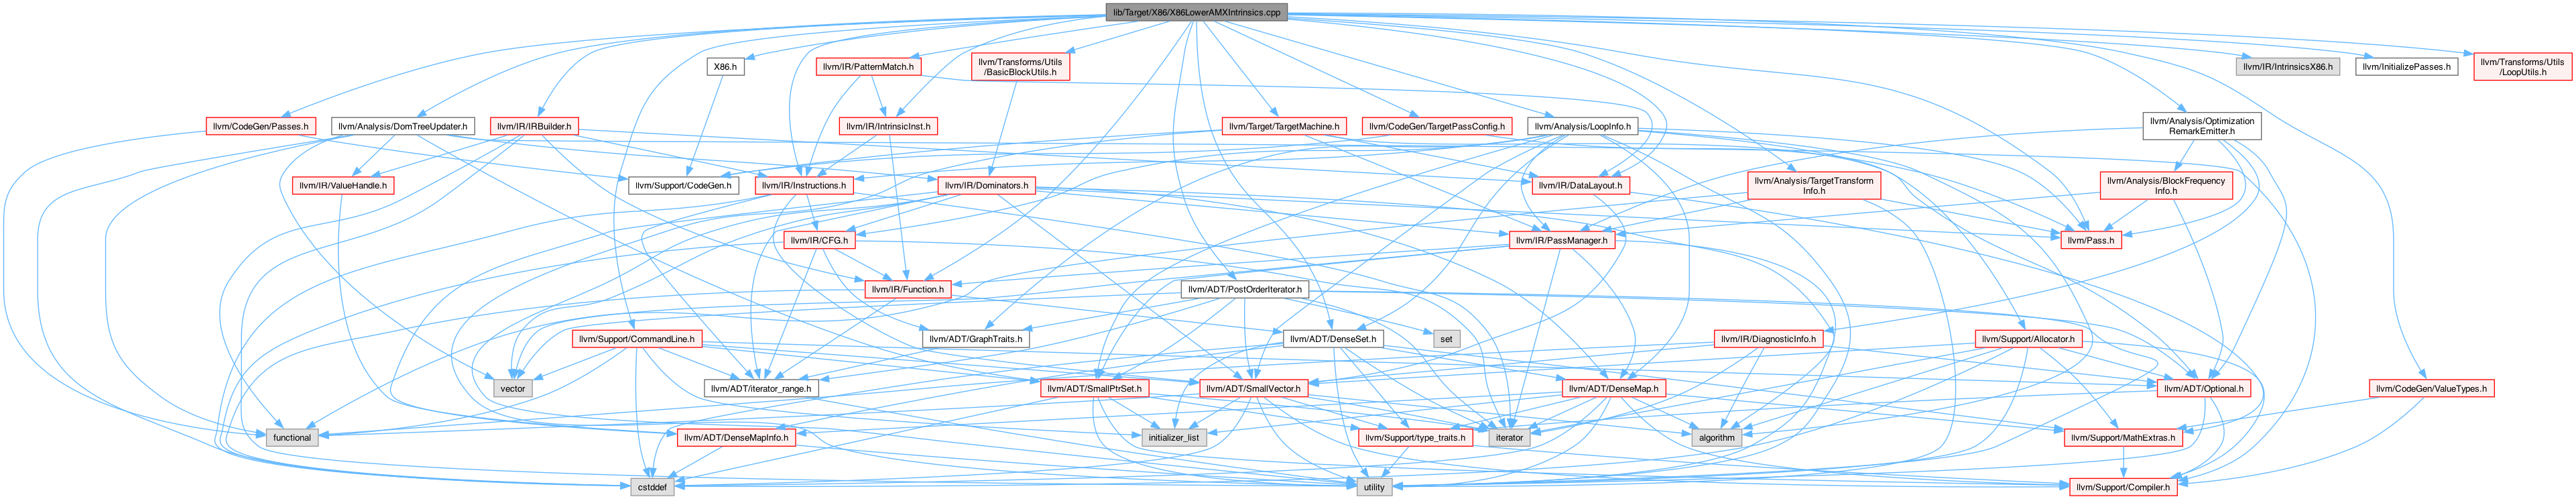 lib/Target/X86/X86LowerAMXIntrinsics.cpp
X86.h
llvm/IR/PatternMatch.h
llvm/Transforms/Utils
/BasicBlockUtils.h
llvm/IR/IntrinsicsX86.h
llvm/InitializePasses.h
llvm/Transforms/Utils
/LoopUtils.h
llvm/CodeGen/Passes.h
llvm/Analysis/DomTreeUpdater.h
llvm/IR/IRBuilder.h
llvm/IR/IntrinsicInst.h
llvm/Target/TargetMachine.h
llvm/CodeGen/TargetPassConfig.h
llvm/Analysis/LoopInfo.h
llvm/Analysis/Optimization
RemarkEmitter.h
llvm/IR/ValueHandle.h
llvm/Support/CodeGen.h
llvm/IR/Instructions.h
llvm/IR/Dominators.h
llvm/IR/DataLayout.h
llvm/Analysis/TargetTransform
Info.h
llvm/Analysis/BlockFrequency
Info.h
llvm/IR/CFG.h
llvm/IR/PassManager.h
llvm/Pass.h
llvm/IR/Function.h
llvm/ADT/PostOrderIterator.h
llvm/Support/CommandLine.h
llvm/ADT/GraphTraits.h
set
llvm/ADT/DenseSet.h
llvm/IR/DiagnosticInfo.h
llvm/Support/Allocator.h
vector
llvm/ADT/iterator_range.h
llvm/ADT/SmallPtrSet.h
llvm/ADT/SmallVector.h
llvm/ADT/DenseMap.h
llvm/ADT/Optional.h
llvm/CodeGen/ValueTypes.h
functional
llvm/ADT/DenseMapInfo.h
initializer_list
llvm/Support/type_traits.h
iterator
algorithm
llvm/Support/MathExtras.h
cstddef
utility
llvm/Support/Compiler.h